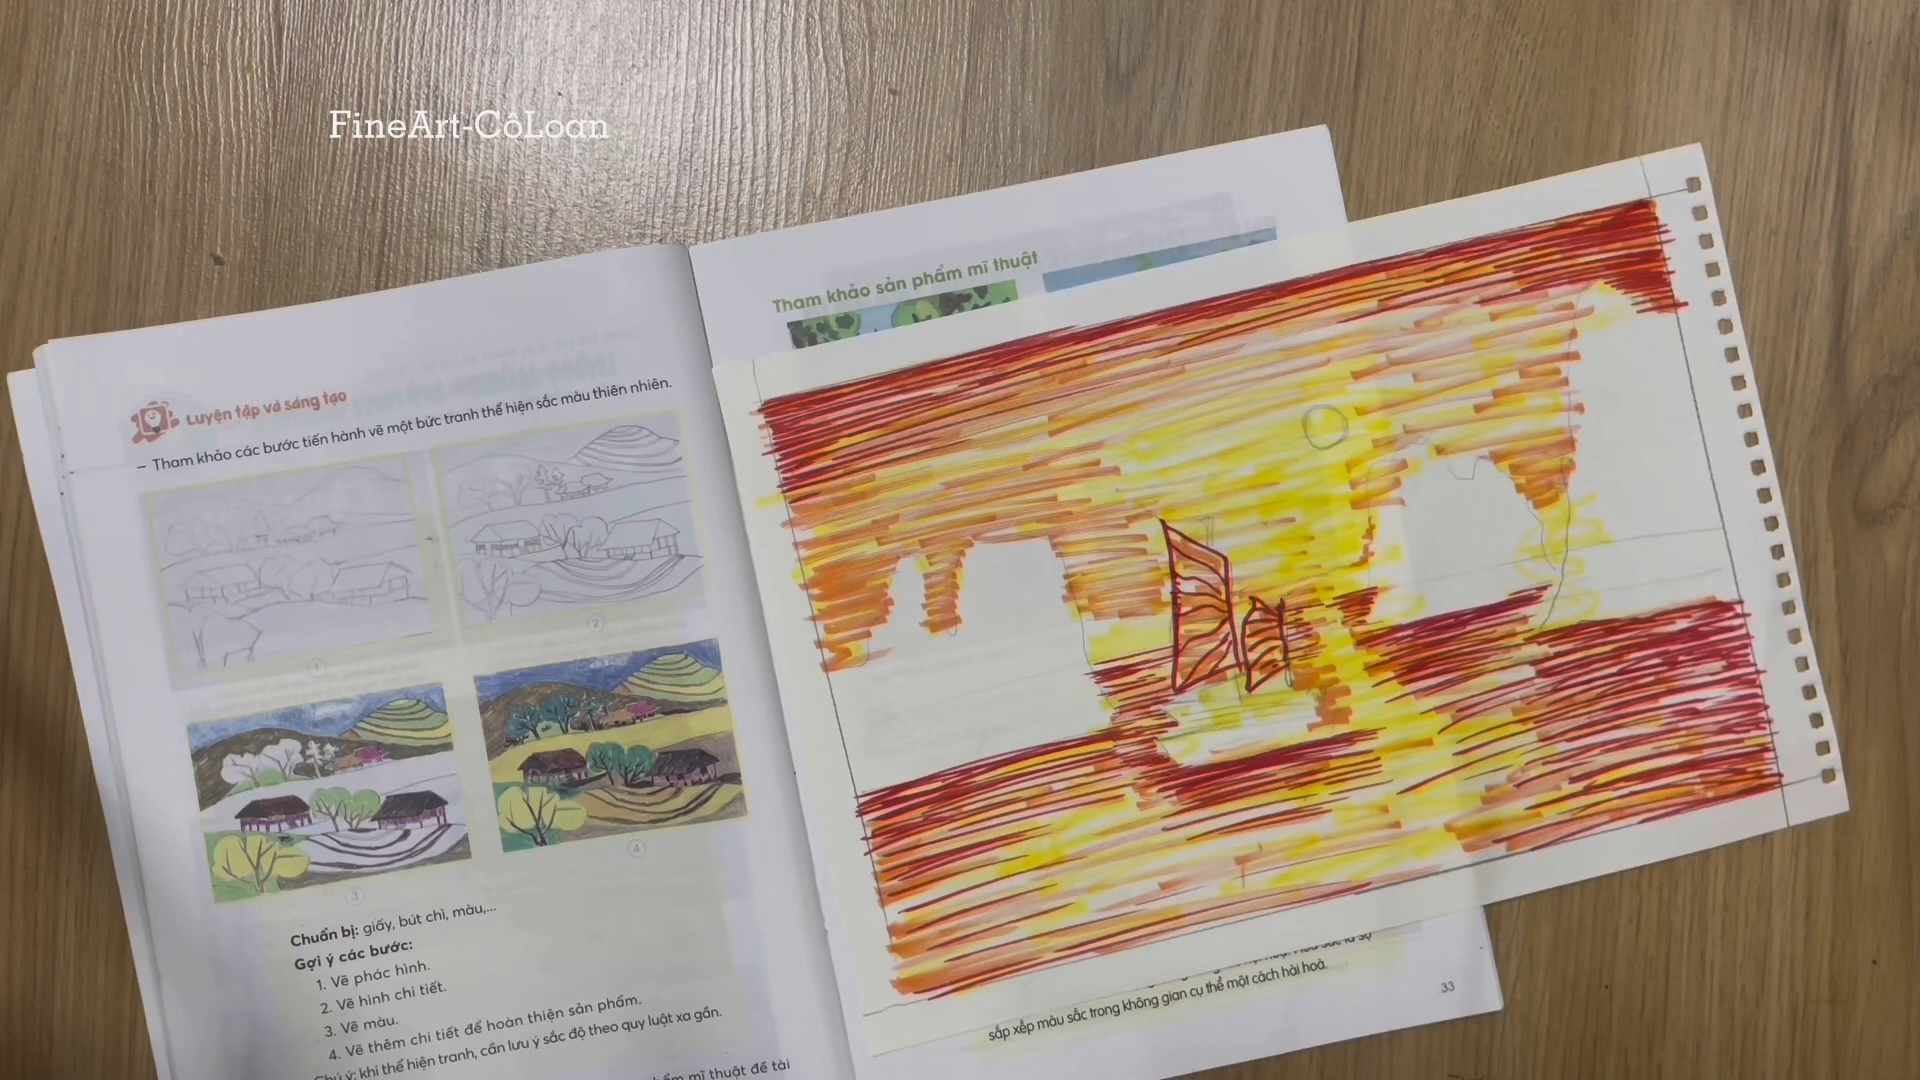 FineArt-CôLoan
Luyện tập và sáng tạo
– Tham khảo các bước tiến hành vẽ một bức tranh thể hiện sắc màu thiên nhiên.
1
2
3
4
Chuẩn bị: giấy, bút chì, màu,...
Gợi ý các bước:
1. Vẽ phác hình.
2. Vẽ hình chi tiết.
3. Vẽ màu.
4. Vẽ thêm chi tiết để hoàn thiện sản phẩm.
Chú ý: khi thể hiện tranh, cần lưu ý sắc độ theo quy luật xa gần.
mĩ thuật đề tài
Tham khảo sản phẩm mĩ thuật
sắp xếp màu sắc trong không gian cụ thể một cách hài hoà.
33